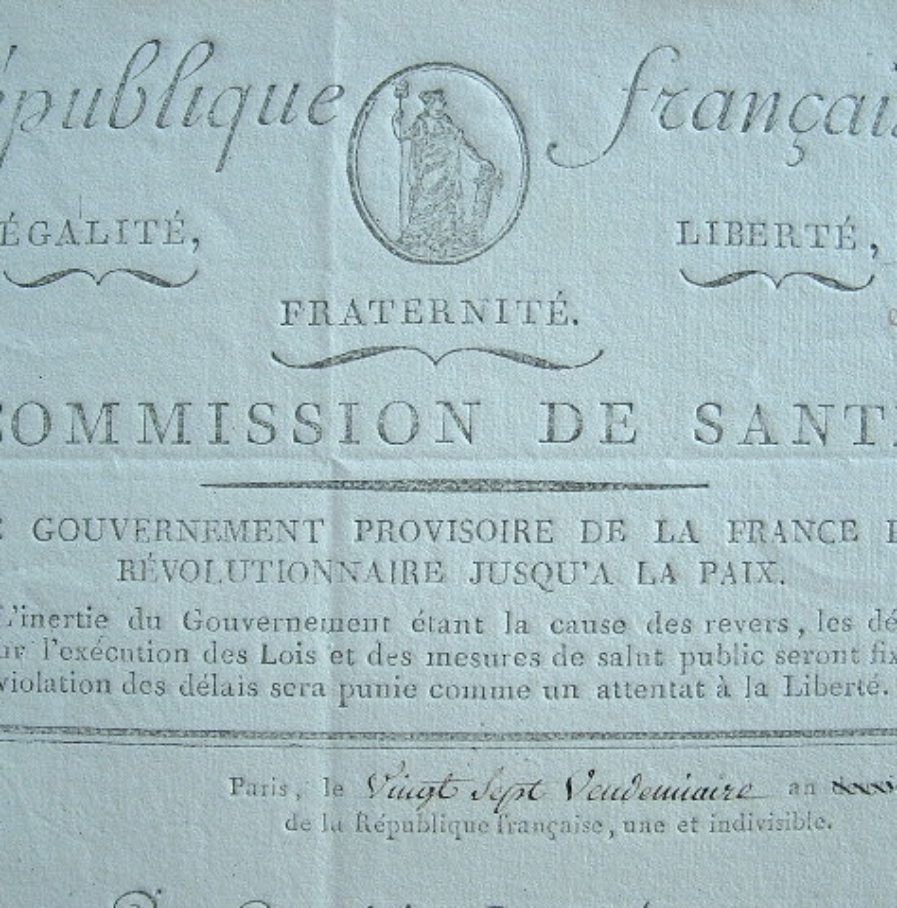 épublique françai
ÉGALITÉ, LIBERTÉ,
FRATERNITÉ.
COMMISSION DE SANT
GOUVERNEMENT PROVISOIRE DE LA FRANCE E
RÉVOLUTIONNAIRE JUSQU'A LA PAIX.
L'inertie du Gouvernement étant la cause des revers, les dé
ur l'exécution des Lois et des mesures de salut public seront fix
violation des délais sera punie comme un attentat à la Liberté.
Paris, le Vingt Sept Vendemiaire an
de la République française, une et indivisible.